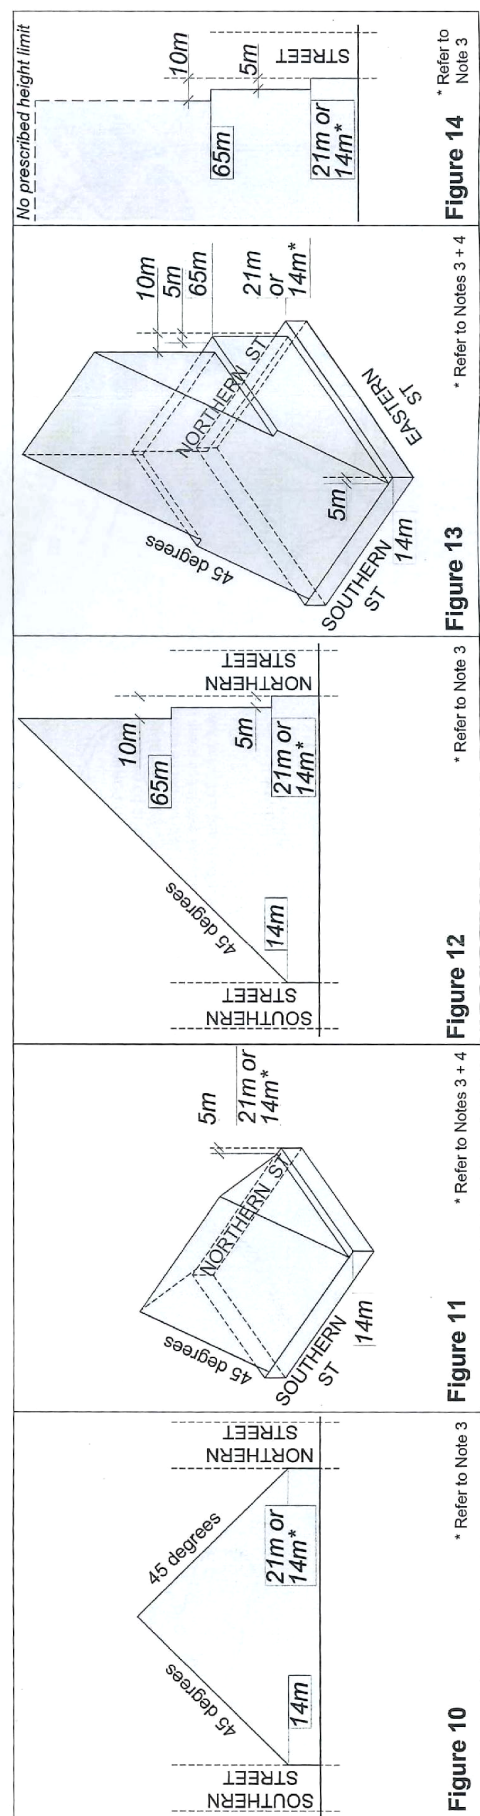 45 degrees
45 degrees
SOUTHERN
STREET
14m
21m or
14m*
NORTHERN
STREET
Figure 10
* Refer to Note 3
45 degrees
5m
21m or
14m*
NORTHERN ST
SOUTHERN
ST
14m
Figure 11
* Refer to Notes 3 + 4
45 degrees
SOUTHERN
STREET
14m
10m
65m
5m
21m or
14m*
NORTHERN
STREET
Figure 12
* Refer to Note 3
45 degrees
10m
5m
65m
21m
or
14m*
NORTHERN ST
5m
SOUTHERN
ST
14m
EASTERN
ST
Figure 13
* Refer to Notes 3 + 4
No prescribed height limit
10m
65m
5m
21m or
14m*
STREET
Figure 14
* Refer to
Note 3